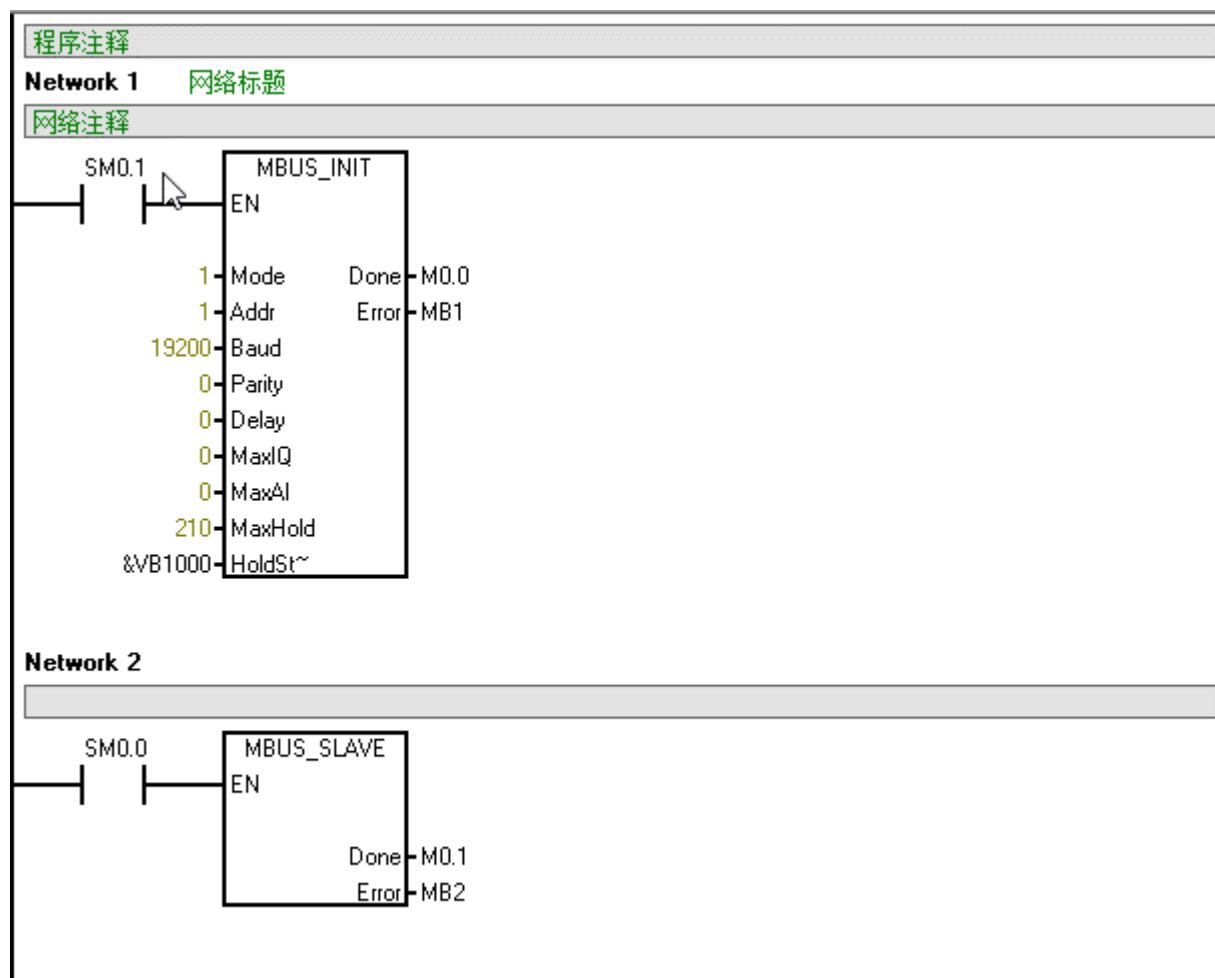 程序注释
Network 1 网络标题
网络注释
SM0.1 MBUS_INIT
EN
1 Mode Done M0.0
1 Addr Error MB1
19200 Baud
0 Parity
0 Delay
0 MaxIQ
0 MaxAI
210 MaxHold
&VB1000 HoldSt~
Network 2
SM0.0 MBUS_SLAVE
EN
Done M0.1
Error MB2